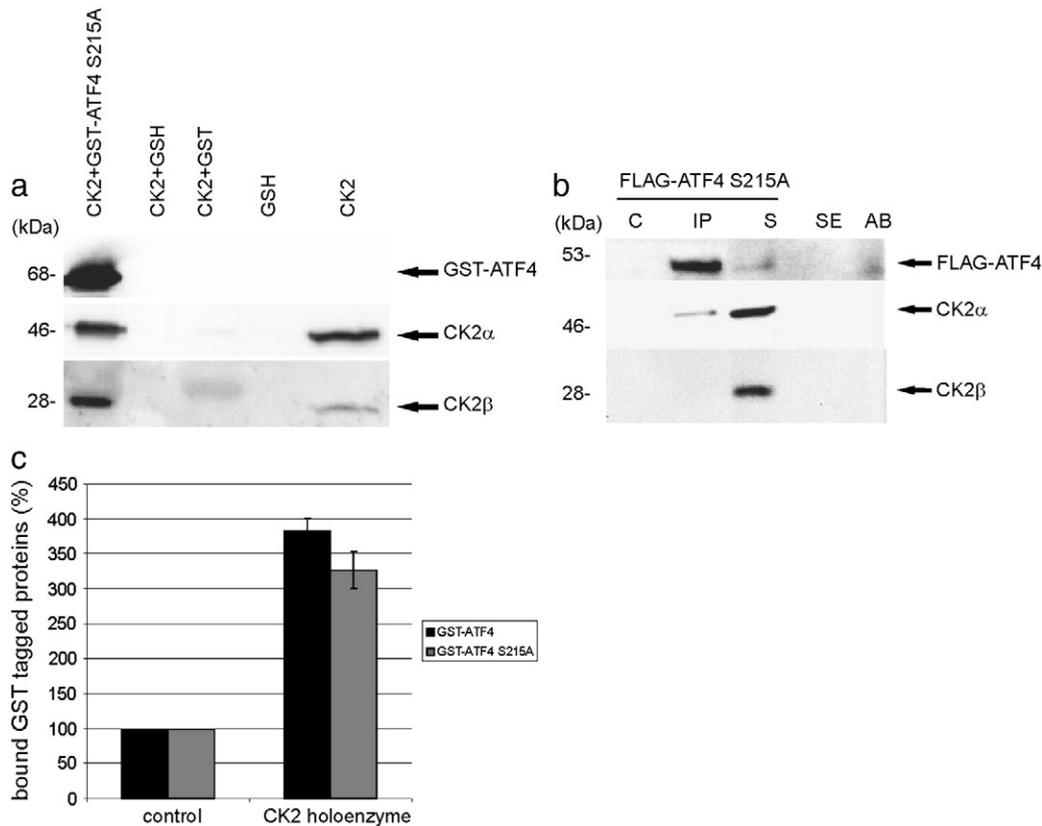 a
CK2+GST-ATF4 S215A
CK2+GSH
CK2+GST
GSH
CK2
(kDa)
68-
GST-ATF4
46-
CK2α
28-
CK2β
b
FLAG-ATF4 S215A
(kDa) C IP S SE AB
53-
FLAG-ATF4
46-
CK2α
28-
CK2β
c
bound GST tagged proteins (%)
450
400
350
300
250
200
150
100
50
0
control
CK2 holoenzyme
GST-ATF4
GST-ATF4 S215A